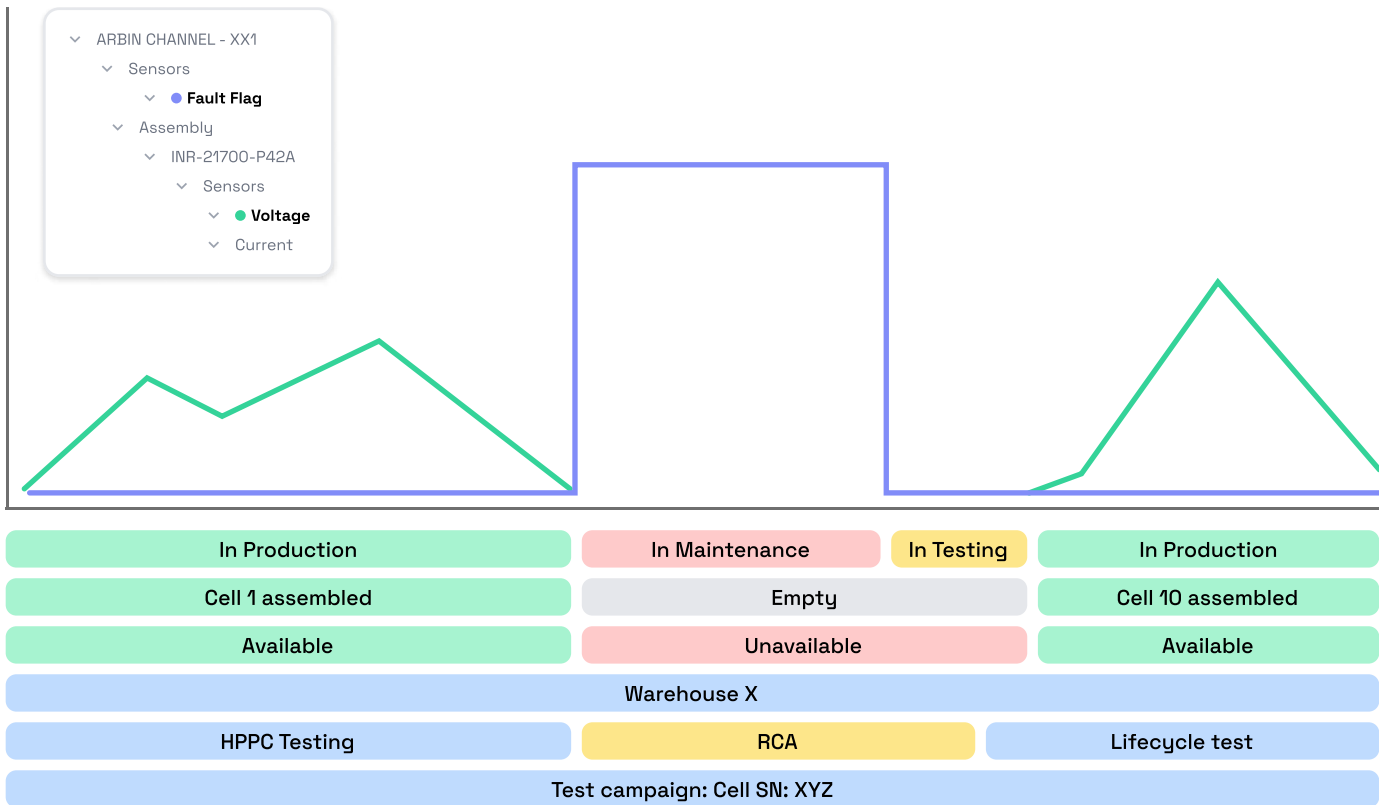 ARBIN CHANNEL - XX1
Sensors
Fault Flag
Assembly
INR-21700-P42A
Sensors
Voltage
Current
In Production
In Maintenance
In Testing
In Production
Cell 1 assembled
Empty
Cell 10 assembled
Available
Unavailable
Available
Warehouse X
HPPC Testing
RCA
Lifecycle test
Test campaign: Cell SN: XYZ